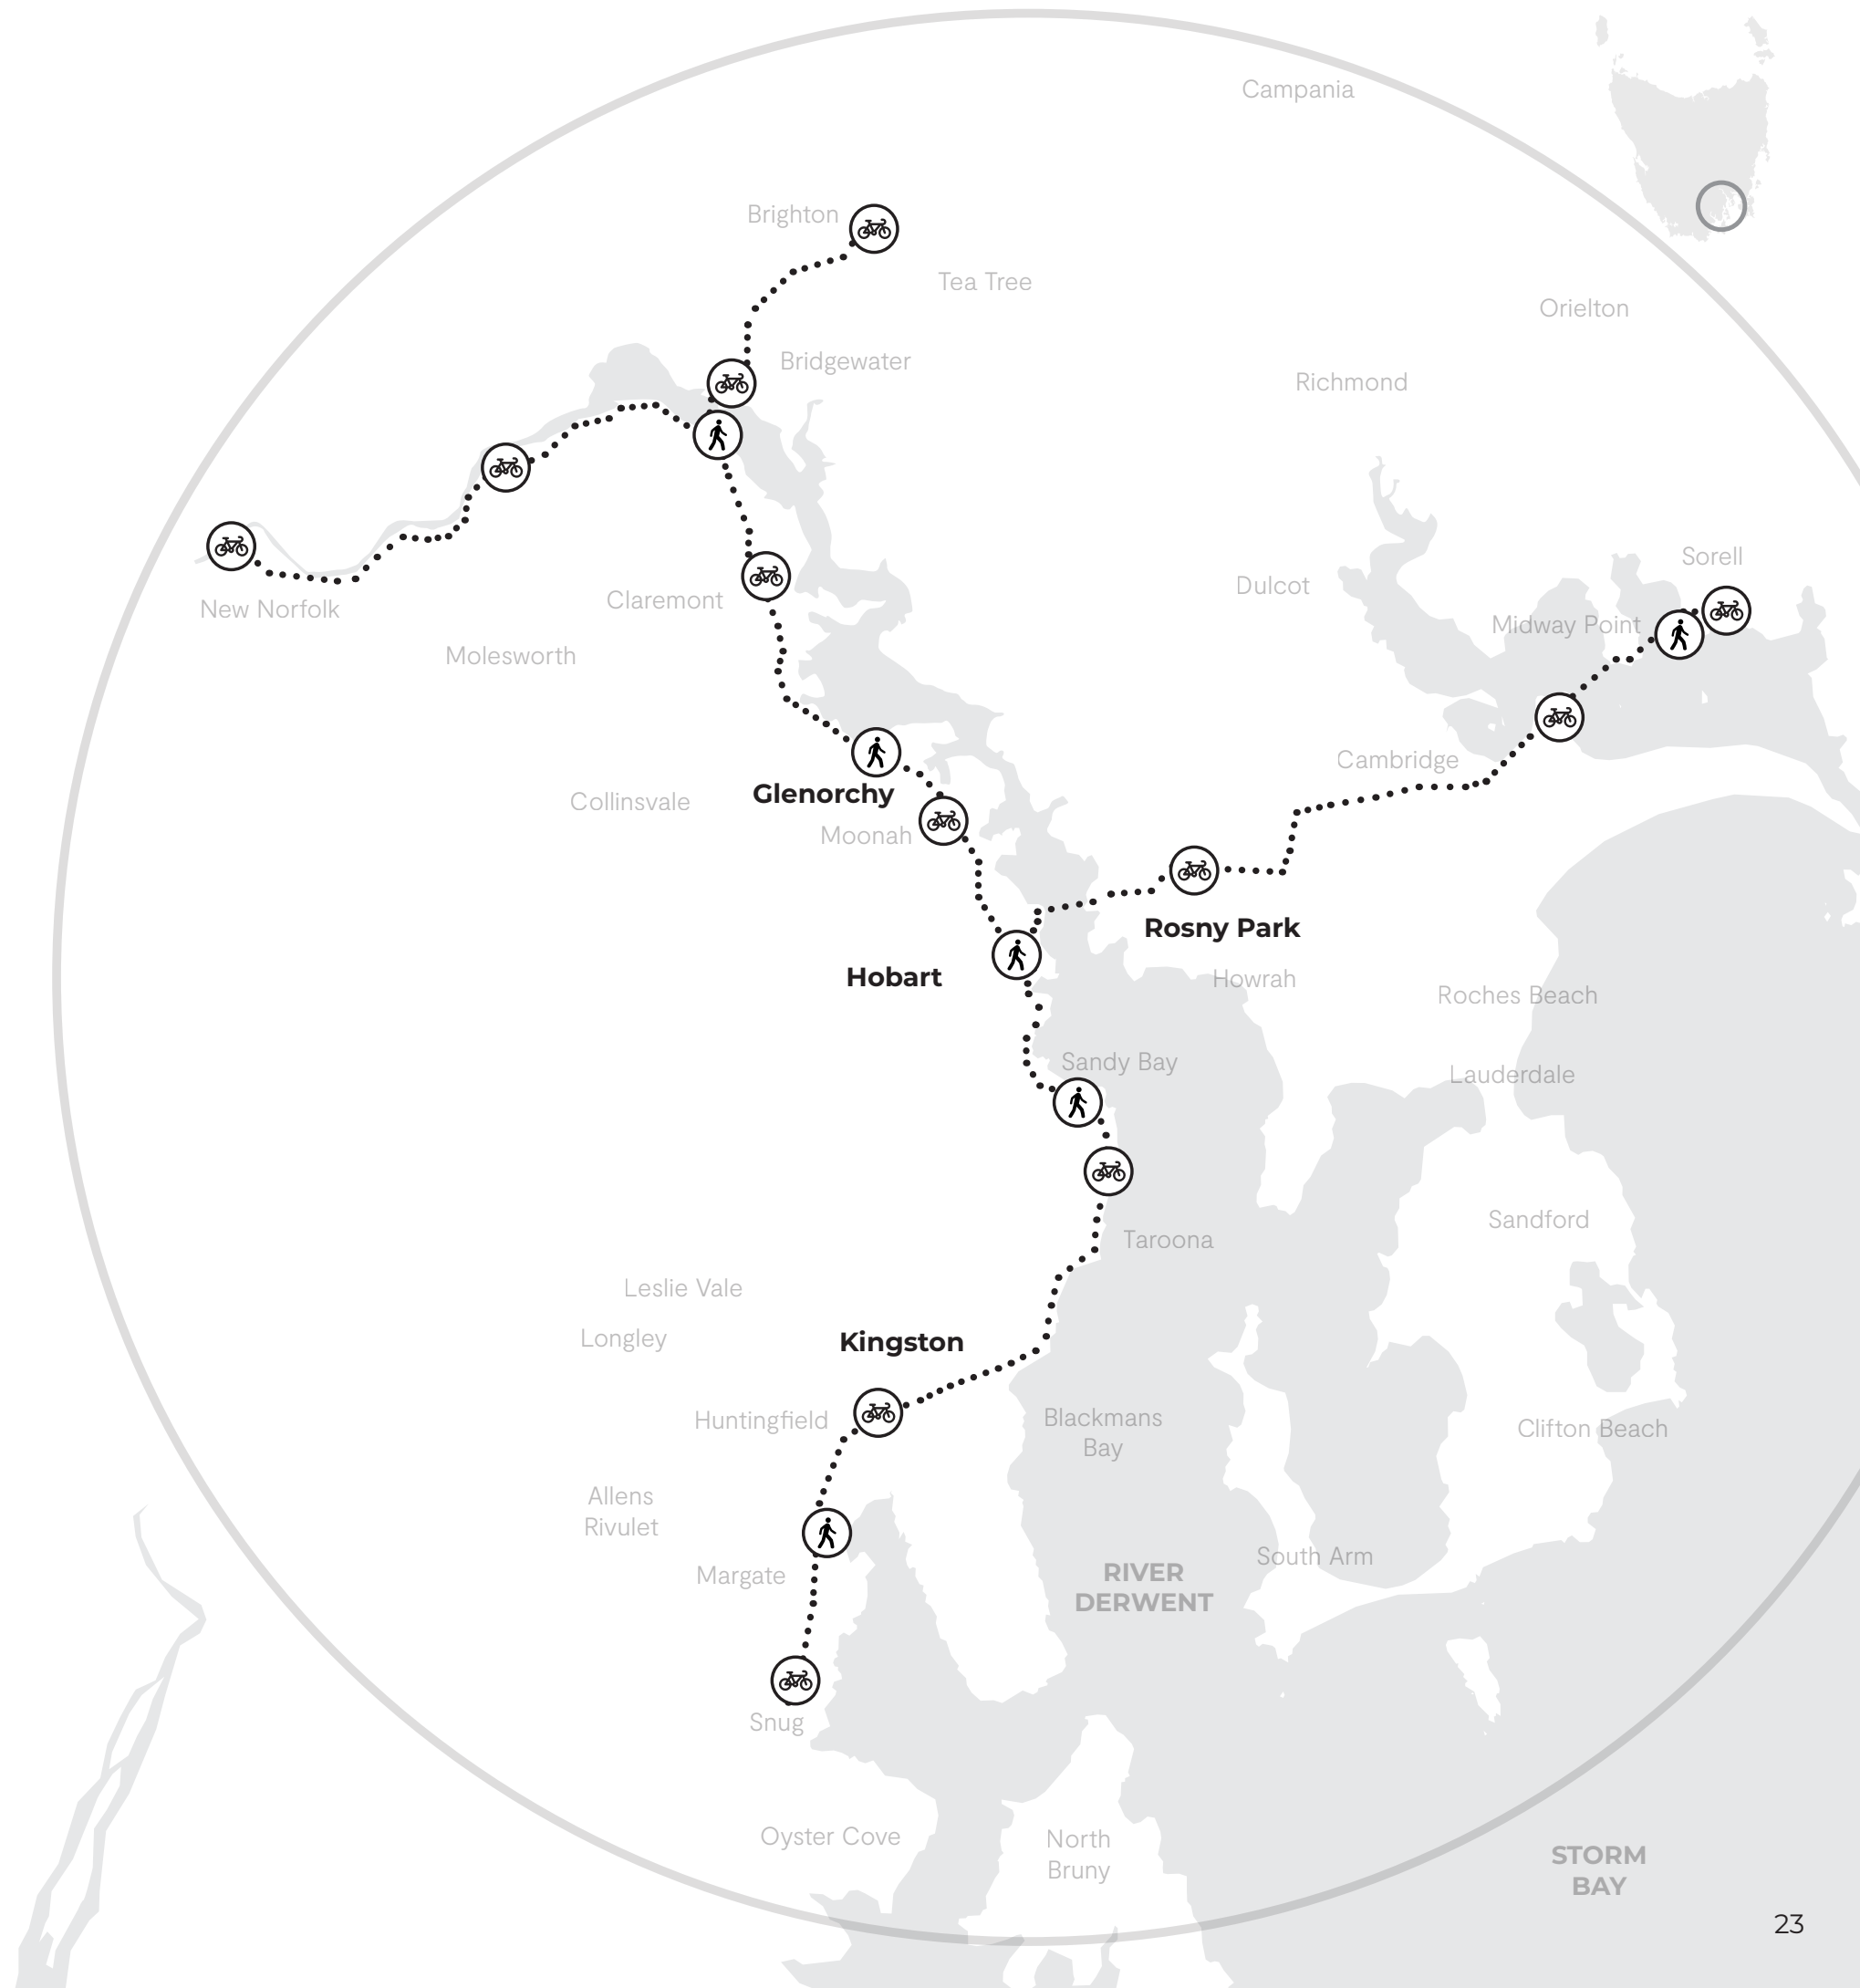 Campania
Brighton
Tea Tree
Orielton
Bridgewater
Richmond
Sorell
Dulcot
Claremont
New Norfolk
Midway Point
Molesworth
Cambridge
Glenorchy
Collinsvale
Moonah
Rosny Park
Hobart
Howrah
Roches Beach
Sandy Bay
Lauderdale
Sandford
Taroona
Leslie Vale
Longley
Kingston
Huntingfield
Blackmans
Bay
Clifton Beach
Allens
Rivulet
South Arm
Margate
RIVER
DERWENT
Snug
Oyster Cove
North
Bruny
STORM
BAY
23